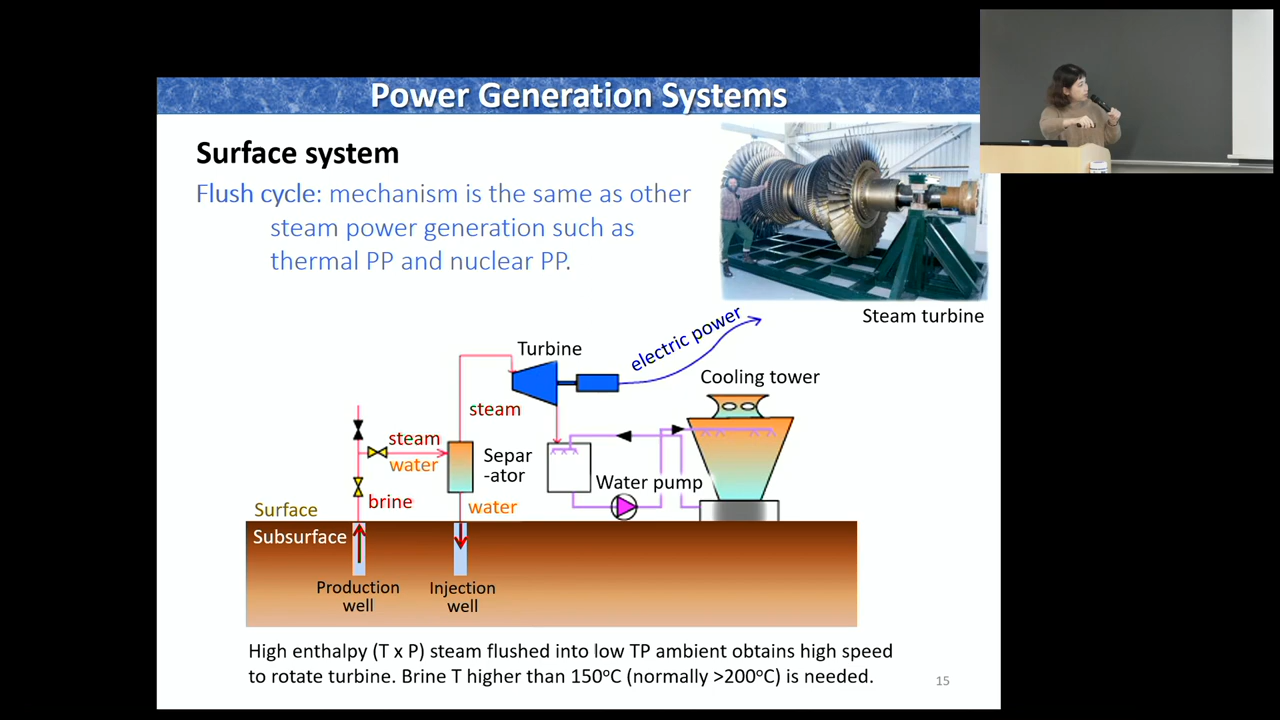 Power Generation Systems
Surface system
Flush cycle: mechanism is the same as other
steam power generation such as
thermal PP and nuclear PP.
Steam turbine
electric power
Turbine
Cooling tower
steam
steam
water
Separ
-ator
Water pump
brine
water
Surface
Subsurface
Production
well
Injection
well
High enthalpy (T x P) steam flushed into low TP ambient obtains high speed
to rotate turbine. Brine T higher than 150°C (normally >200°C) is needed.
15